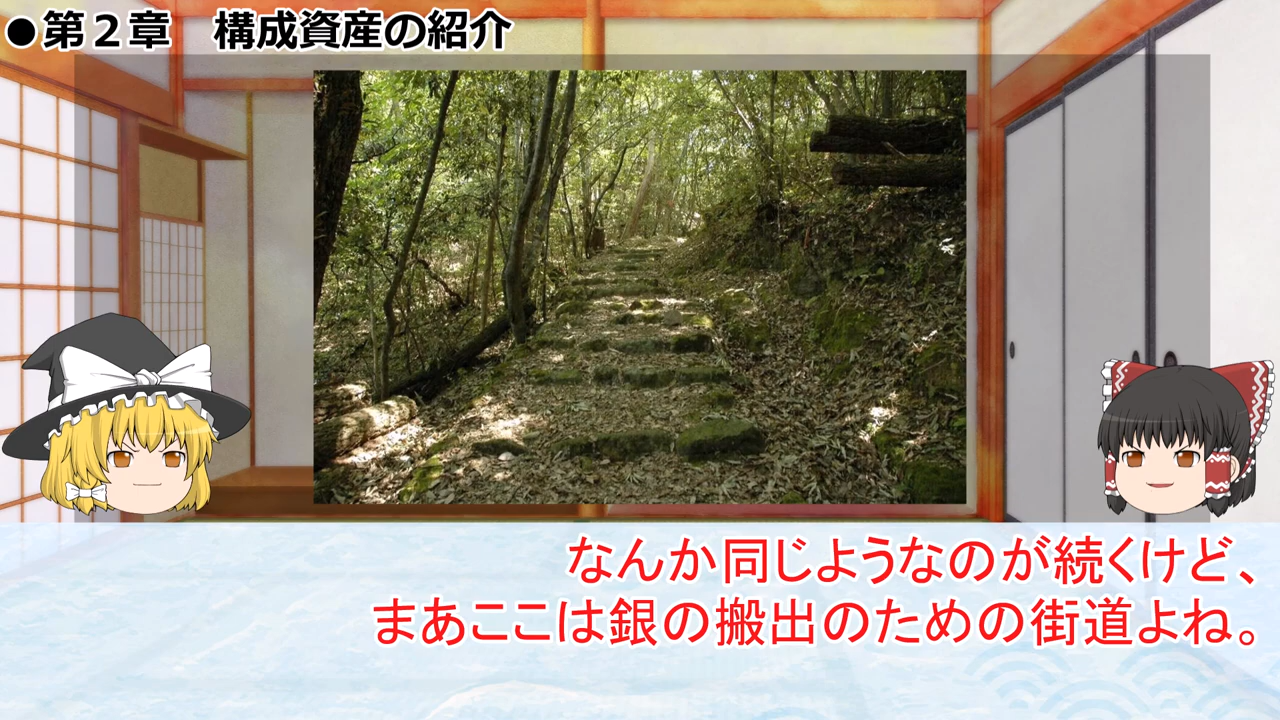 ●第２章　構成資産の紹介
なんか同じようなのが続くけど、
まあここは銀の搬出のための街道よね。